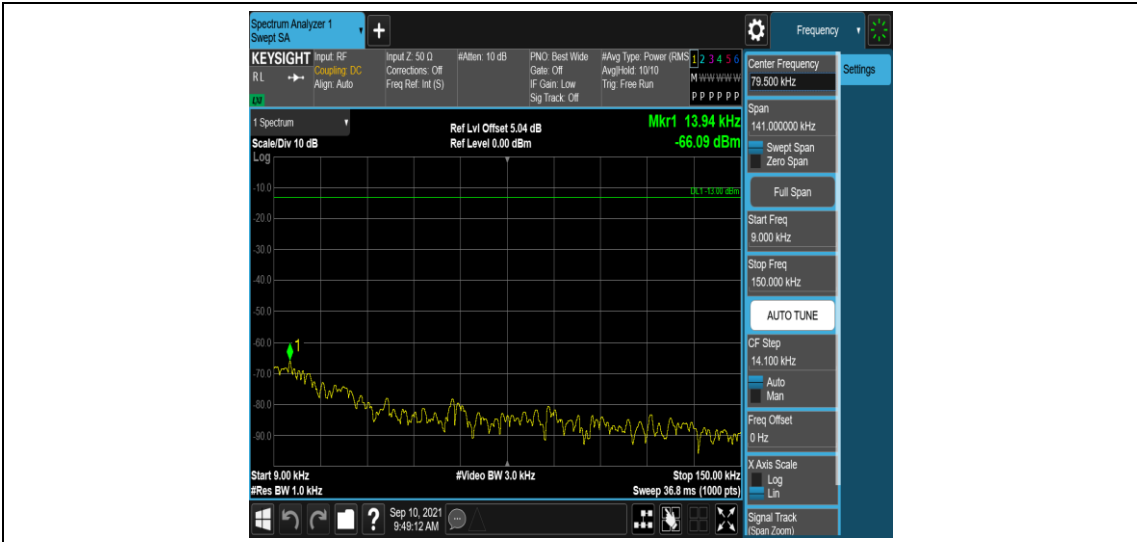 Spectrum Analyzer 1
Swept SA
+
Frequency
KEYSIGHT
RL
Input: RF
Coupling: DC
Align: Auto
Input Z: 50 Ω
Corrections: Off
Freq Ref: Int (S)
#Atten: 10 dB
PNO: Best Wide
Gate: Off
IF Gain: Low
Sig Track: Off
#Avg Type: Power (RMS
Avg|Hold: 10/10
Trig: Free Run
1 2 3 4 5 6
M W W W W W
P P P P P P
1 Spectrum
Scale/Div 10 dB
Log
Ref Lvl Offset 5.04 dB
Ref Level 0.00 dBm
Mkr1 13.94 kHz
-66.09 dBm
DL1 -13.00 dBm
-10.0
-20.0
-30.0
-40.0
-50.0
-60.0
-70.0
-80.0
-90.0
1
Start 9.00 kHz
#Res BW 1.0 kHz
#Video BW 3.0 kHz
Stop 150.00 kHz
Sweep 36.8 ms (1000 pts)
?
Sep 10, 2021
9:49:12 AM
Center Frequency
79.500 kHz
Settings
Span
141.000000 kHz
Swept Span
Zero Span
Full Span
Start Freq
9.000 kHz
Stop Freq
150.000 kHz
AUTO TUNE
CF Step
14.100 kHz
Auto
Man
Freq Offset
0 Hz
X Axis Scale
Log
Lin
Signal Track
(Span Zoom)